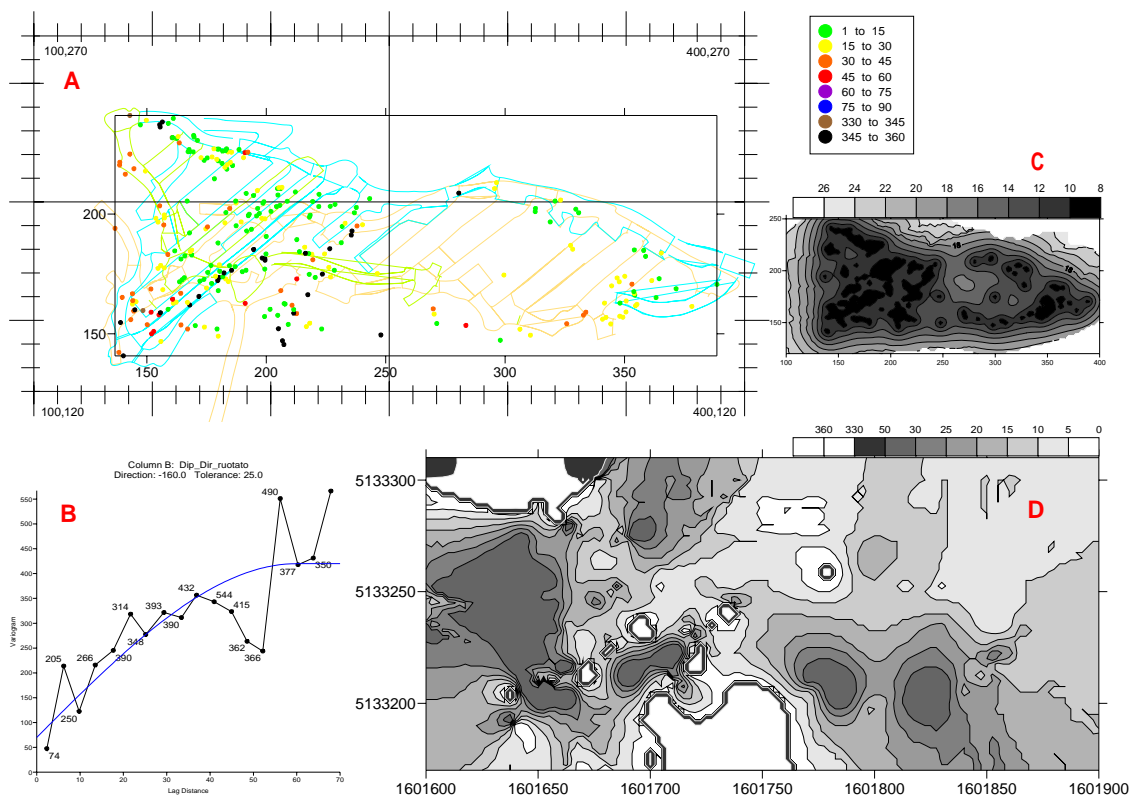 100,270
100,270
A
200
150
150
200
250
300
350
100,120
400,120
1 to 15
15 to 30
30 to 45
45 to 60
60 to 75
75 to 90
330 to 345
345 to 360
C
26 24 22 20 18 16 14 12 10 8
250
200
150
18
18
100 150 200 250 300 350 400
Column B: Dip_Dir_ruotato
Direction: -160.0 Tolerance: 25.0
B
Variogram
550
500
450
400
350
300
250
200
150
100
50
0
74
205
250
266
390
314
348
393
390
432
544
415
362
366
490
377
350
0 10 20 30 40 50 60 70
Lag Distance
360 330 50 30 25 20 15 10 5 0
D
5133300
5133250
5133200
1601600 1601650 1601700 1601750 1601800 1601850 1601900